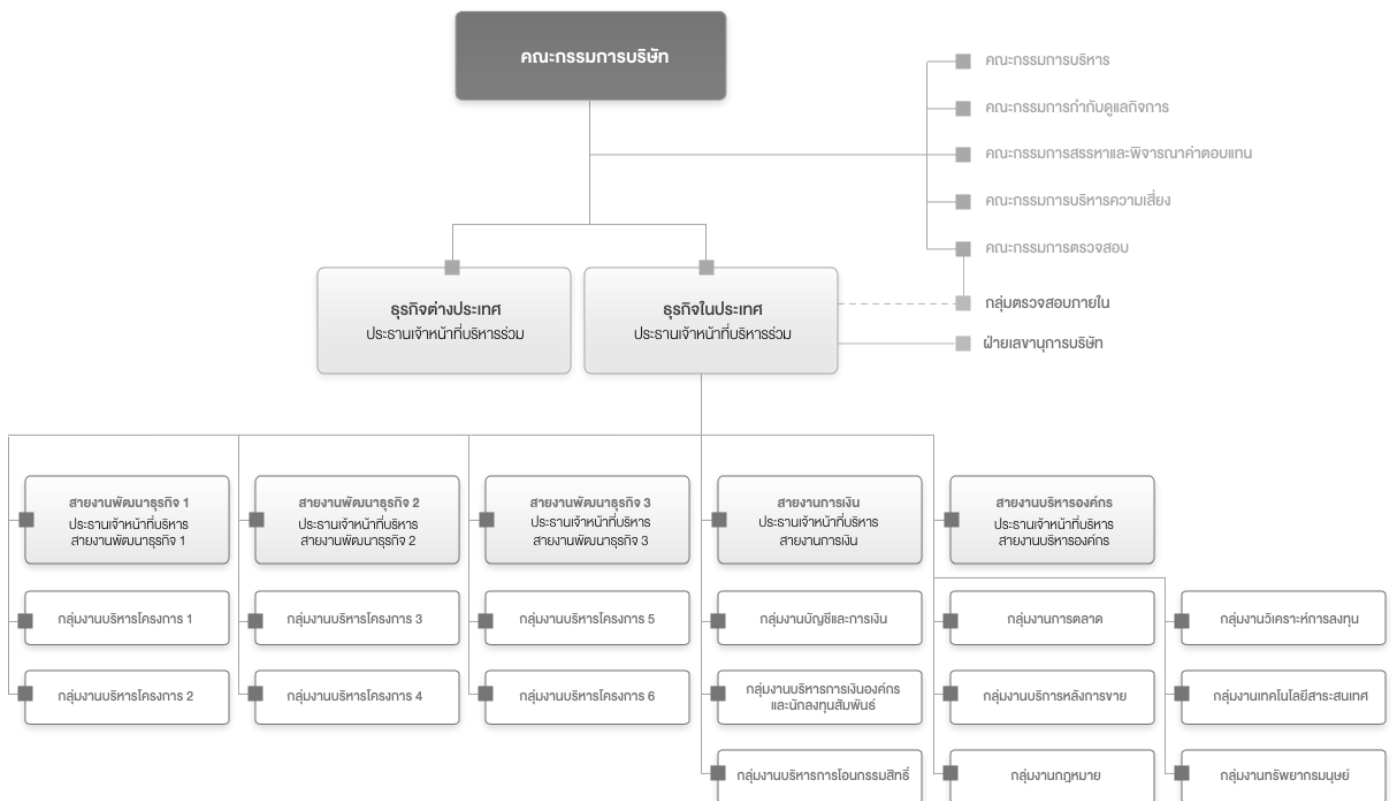 คณะกรรมการบริษัท
คณะกรรมการบริหาร
คณะกรรมการกำกับดูแลกิจการ
คณะกรรมการสรรหาและพิจารณาค่าตอบแทน
คณะกรรมการบริหารความเสี่ยง
คณะกรรมการตรวจสอบ
กลุ่มตรวจสอบภายใน
ฝ่ายเลขานุการบริษัท
ธุรกิจต่างประเทศ
ประธานเจ้าหน้าที่บริหารร่วม
ธุรกิจในประเทศ
ประธานเจ้าหน้าที่บริหารร่วม
สายงานพัฒนาธุรกิจ 1
ประธานเจ้าหน้าที่บริหาร
สายงานพัฒนาธุรกิจ 1
สายงานพัฒนาธุรกิจ 2
ประธานเจ้าหน้าที่บริหาร
สายงานพัฒนาธุรกิจ 2
สายงานพัฒนาธุรกิจ 3
ประธานเจ้าหน้าที่บริหาร
สายงานพัฒนาธุรกิจ 3
สายงานการเงิน
ประธานเจ้าหน้าที่บริหาร
สายงานการเงิน
สายงานบริหารองค์กร
ประธานเจ้าหน้าที่บริหาร
สายงานบริหารองค์กร
กลุ่มงานบริหารโครงการ 1
กลุ่มงานบริหารโครงการ 3
กลุ่มงานบริหารโครงการ 5
กลุ่มงานบัญชีและการเงิน
กลุ่มงานการตลาด
กลุ่มงานวิเคราะห์การลงทุน
กลุ่มงานบริหารโครงการ 2
กลุ่มงานบริหารโครงการ 4
กลุ่มงานบริหารโครงการ 6
กลุ่มงานบริหารการเงินองค์กร
และนักลงทุนสัมพันธ์
กลุ่มงานบริการหลังการขาย
กลุ่มงานเทคโนโลยีสาระสนเทศ
กลุ่มงานบริหารการโอนกรรมสิทธิ์
กลุ่มงานกฎหมาย
กลุ่มงานทรัพยากรมนุษย์